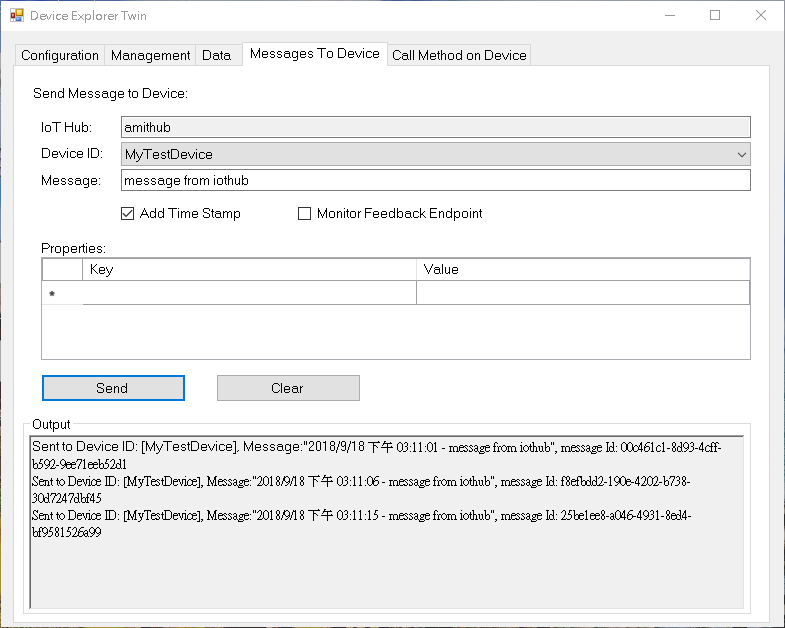 Device Explorer Twin
Configuration Management Data Messages To Device Call Method on Device
Send Message to Device:
IoT Hub: amithub
Device ID: MyTestDevice
Message: message from iothub
Add Time Stamp Monitor Feedback Endpoint
Properties:
Key Value
*
Send Clear
Output
Sent to Device ID: [MyTestDevice], Message:"2018/9/18 下午 03:11:01 - message from iothub", message Id: 00c461c1-8d93-4cff-
b592-9ee71eeb52d1
Sent to Device ID: [MyTestDevice], Message:"2018/9/18 下午 03:11:06 - message from iothub", message Id: f8efbdd2-190e-4202-b738-
30d7247dbf45
Sent to Device ID: [MyTestDevice], Message:"2018/9/18 下午 03:11:15 - message from iothub", message Id: 25be1ee8-a046-4931-8ed4-
bf9581526a99